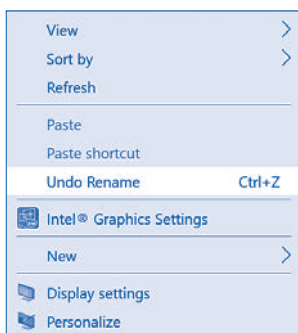 View
Sort by
Refresh
Paste
Paste shortcut
Undo Rename Ctrl+Z
Intel® Graphics Settings
New
Display settings
Personalize